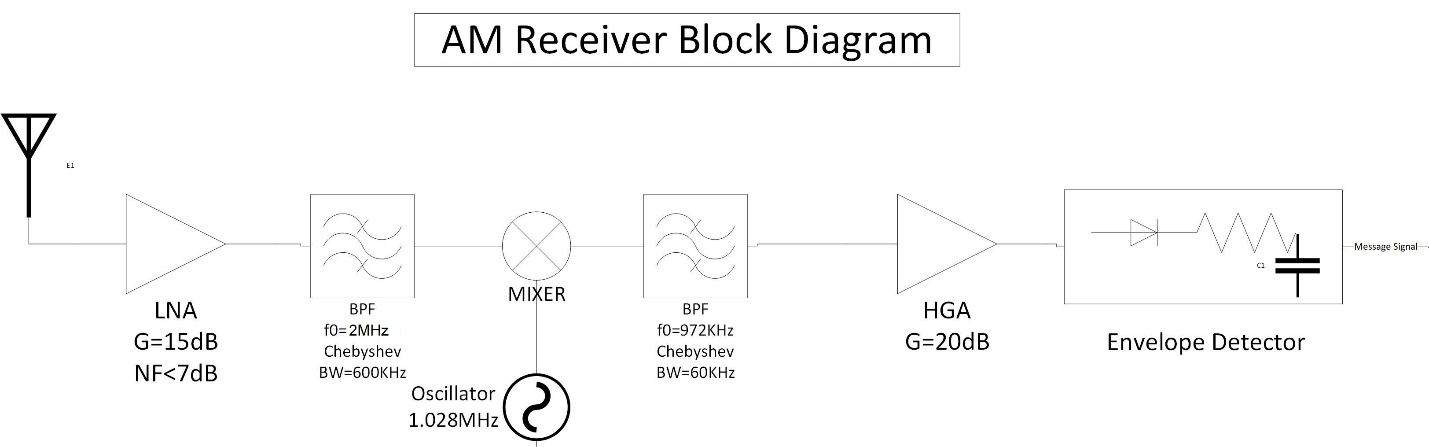 AM Receiver Block Diagram
E1
LNA
G=15dB
NF<7dB
BPF
f0=2MHz
Chebyshev
BW=600KHz
MIXER
Oscillator
1.028MHz
BPF
f0=972KHz
Chebyshev
BW=60KHz
HGA
G=20dB
C1
Envelope Detector
Message Signal